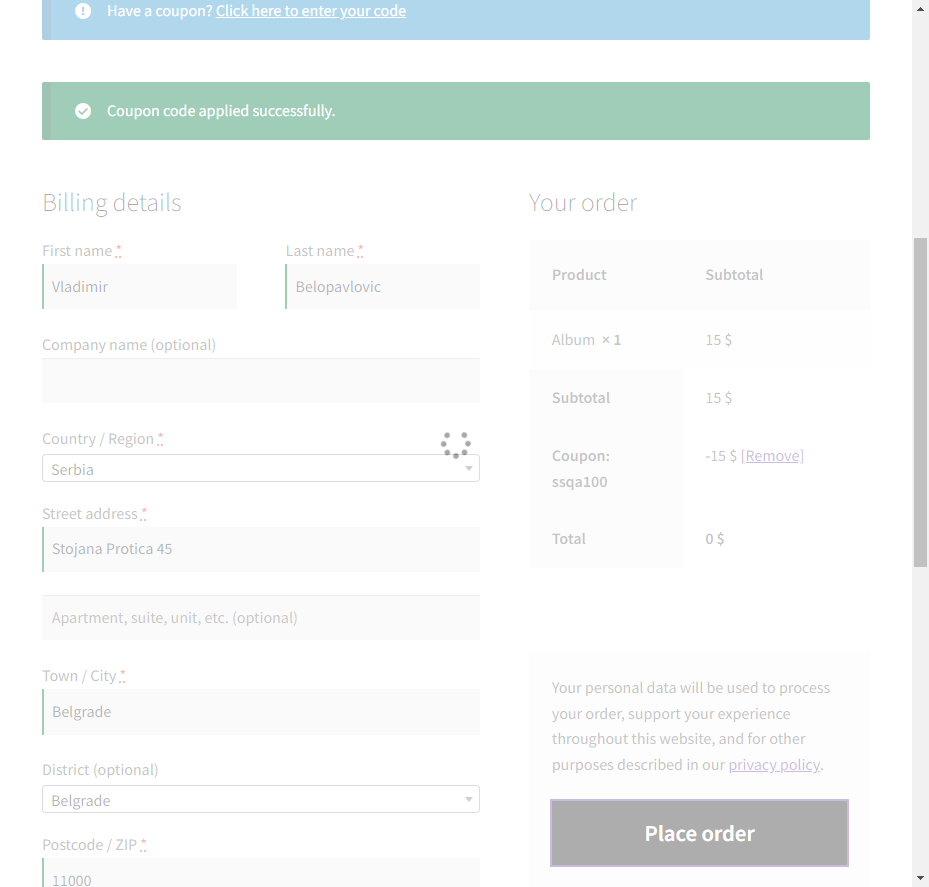 Have a coupon? Click here to enter your code
Coupon code applied successfully.
Billing details
First name *
Last name *
Vladimir
Belopavlovic
Company name (optional)
Country / Region *
Serbia
Street address *
Stojana Protica 45
Apartment, suite, unit, etc. (optional)
Town / City *
Belgrade
District (optional)
Belgrade
Postcode / ZIP *
11000
Your order
Product Subtotal
Album × 1 15 $
Subtotal 15 $
Coupon: -15 $ [Remove]
ssqa100
Total 0 $
Your personal data will be used to process
your order, support your experience
throughout this website, and for other
purposes described in our privacy policy.
Place order